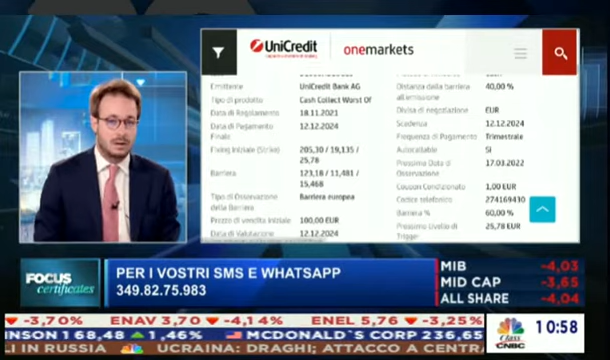 UniCredit
onemarkets
Emittente UniCredit Bank AG
Tipo di prodotto Cash Collect Worst Of
Data di Regolamento 18.11.2021
Data di Pagamento Finale 12.12.2024
Fixing Iniziale (Strike) 205,30 / 19,135 / 25,78
Barriera 123,18 / 11,481 / 15,468
Tipo di Osservazione della Barriera Barriera europea
Prezzo di vendita iniziale 100,00 EUR
Data di Valutazione 12.12.2024
Distanza dalla barriera all'emissione 40,00 %
Divisa di negoziazione EUR
Scadenza 12.12.2024
Frequenza di Pagamento trimestrale
Autocallable Sì
Prossima Data di Osservazione 17.03.2022
Coupon Condizionato 1,00 EUR
Codice telefonico 274169430
Barriera % 60,00 %
Prossimo Livello di Trigger 25,78 EUR
FOCUS
certificates
PER I VOSTRI SMS E WHATSAPP
349.82.75.983
MIB -4,03
MID CAP -3,65
ALL SHARE -4,04
-3,70% ENAV 3,70 -4,14% ENEL 5,76 -3,25%
NSON 168,48 1,46% MCDONALD'S CORP 236,65
I IN RUSSIA UCRAINA: DRAGHI; ATTACCO A CENTR
CLASS
CNBC
10:58